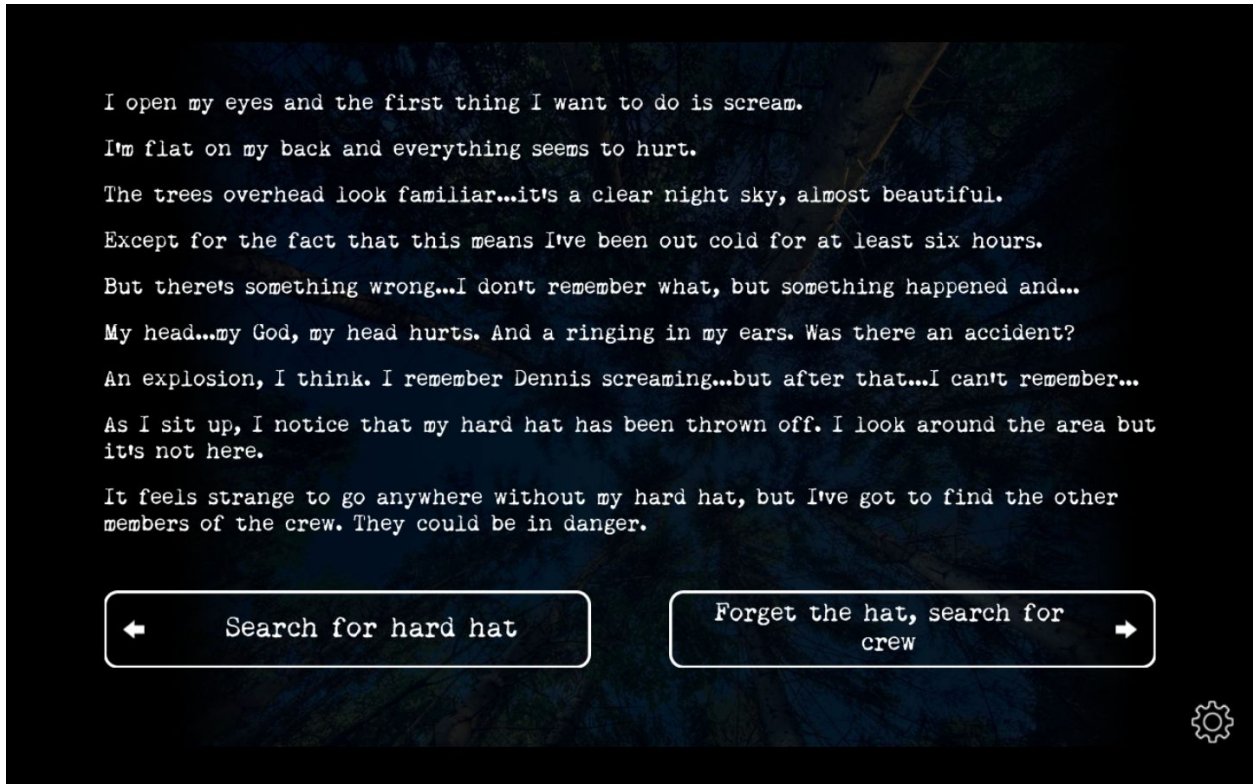 I open my eyes and the first thing I want to do is scream.
I'm flat on my back and everything seems to hurt.
The trees overhead look familiar...it's a clear night sky, almost beautiful.
Except for the fact that this means I've been out cold for at least six hours.
But there's something wrong...I don't remember what, but something happened and...
My head...my God, my head hurts. And a ringing in my ears. Was there an accident?
An explosion, I think. I remember Dennis screaming...but after that...I can't remember...
As I sit up, I notice that my hard hat has been thrown off. I look around the area but
it's not here.
It feels strange to go anywhere without my hard hat, but I've got to find the other
members of the crew. They could be in danger.
Search for hard hat
Forget the hat, search for
crew